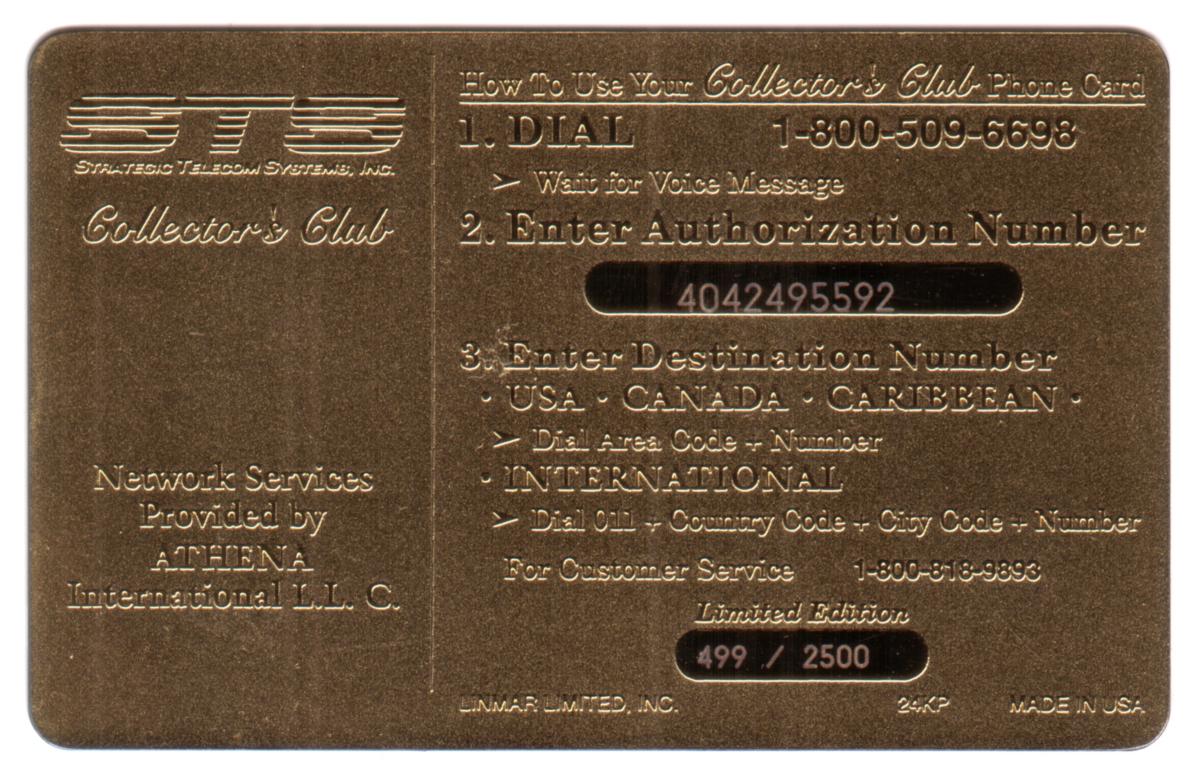 STS
STRATEGIC TELECOM SYSTEMS, INC.
Collector's Club
Network Services
Provided by
ATHENA
International L.L. C.
How To Use Your Collector's Club Phone Card
1. DIAL 1-800-509-6698
➤ Wait for Voice Message
2. Enter Authorization Number
4042495592
3. Enter Destination Number
· USA · CANADA · CARIBBEAN ·
➤ Dial Area Code + Number
· INTERNATIONAL
➤ Dial 011 + Country Code + City Code + Number
For Customer Service 1-800-818-9893
Limited Edition
499 / 2500
LINMAR LIMITED, INC. 24KP MADE IN USA